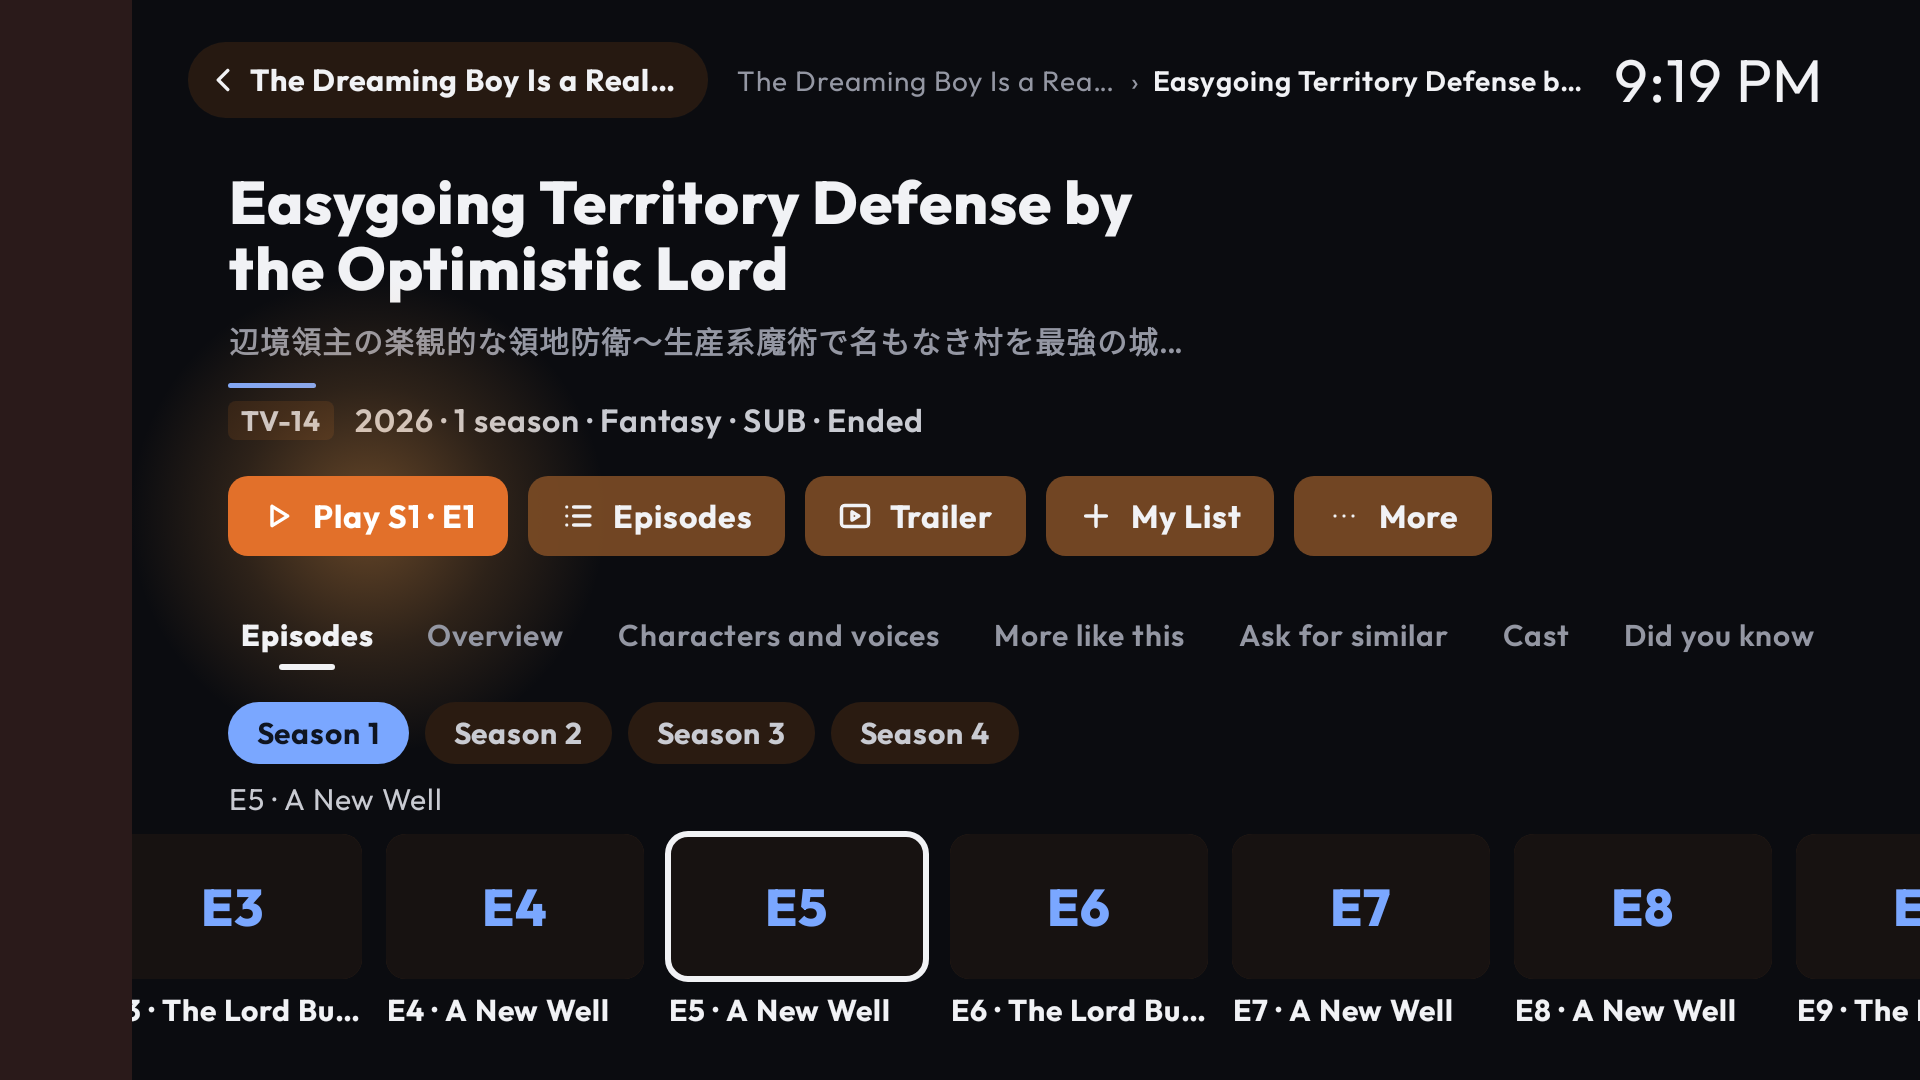 The Dreaming Boy Is a Real...
The Dreaming Boy Is a Rea... › Easygoing Territory Defense b...
9:19 PM
Easygoing Territory Defense by
the Optimistic Lord
辺境領主の楽観的な領地防衛～生産系魔術で名もなき村を最強の城...
TV-14
2026 · 1 season · Fantasy · SUB · Ended
Play S1 · E1
Episodes
Trailer
My List
More
Episodes
Overview
Characters and voices
More like this
Ask for similar
Cast
Did you know
Season 1
Season 2
Season 3
Season 4
E5 · A New Well
E3
E4
E5
E6
E7
E8
3 · The Lord Bu...
E4 · A New Well
E5 · A New Well
E6 · The Lord Bu...
E7 · A New Well
E8 · A New Well
E9 · The